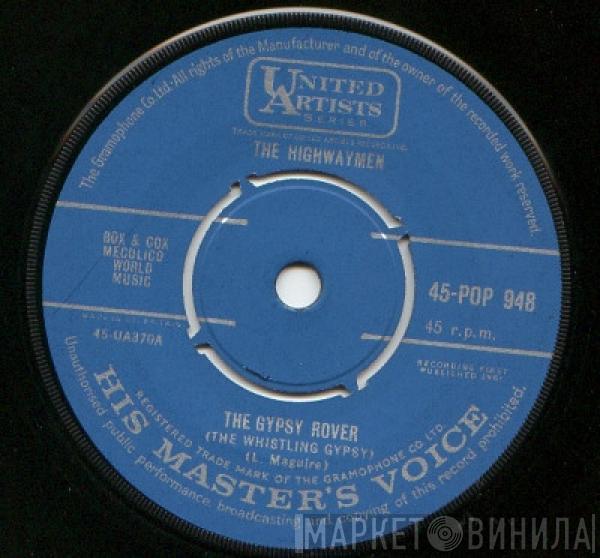 The Gramophone Co. Ltd. All rights of the Manufacturer and of the owner of the recorded work reserved.
UNITED
ARTISTS
SERIES
THE HIGHWAYMEN
BOX & COX
MECOLICO
WORLD
MUSIC
45-POP 948
45 r.p.m.
45-UA370A
RECORDING FIRST
PUBLISHED 1961
THE GYPSY ROVER
(THE WHISTLING GYPSY)
(L. Maguire)
REGISTERED TRADE MARK OF THE GRAMOPHONE CO. LTD.
HIS MASTER'S VOICE
Unauthorised public performance, broadcasting and copying of this record prohibited.
МАРКЕТ ВИНИЛА